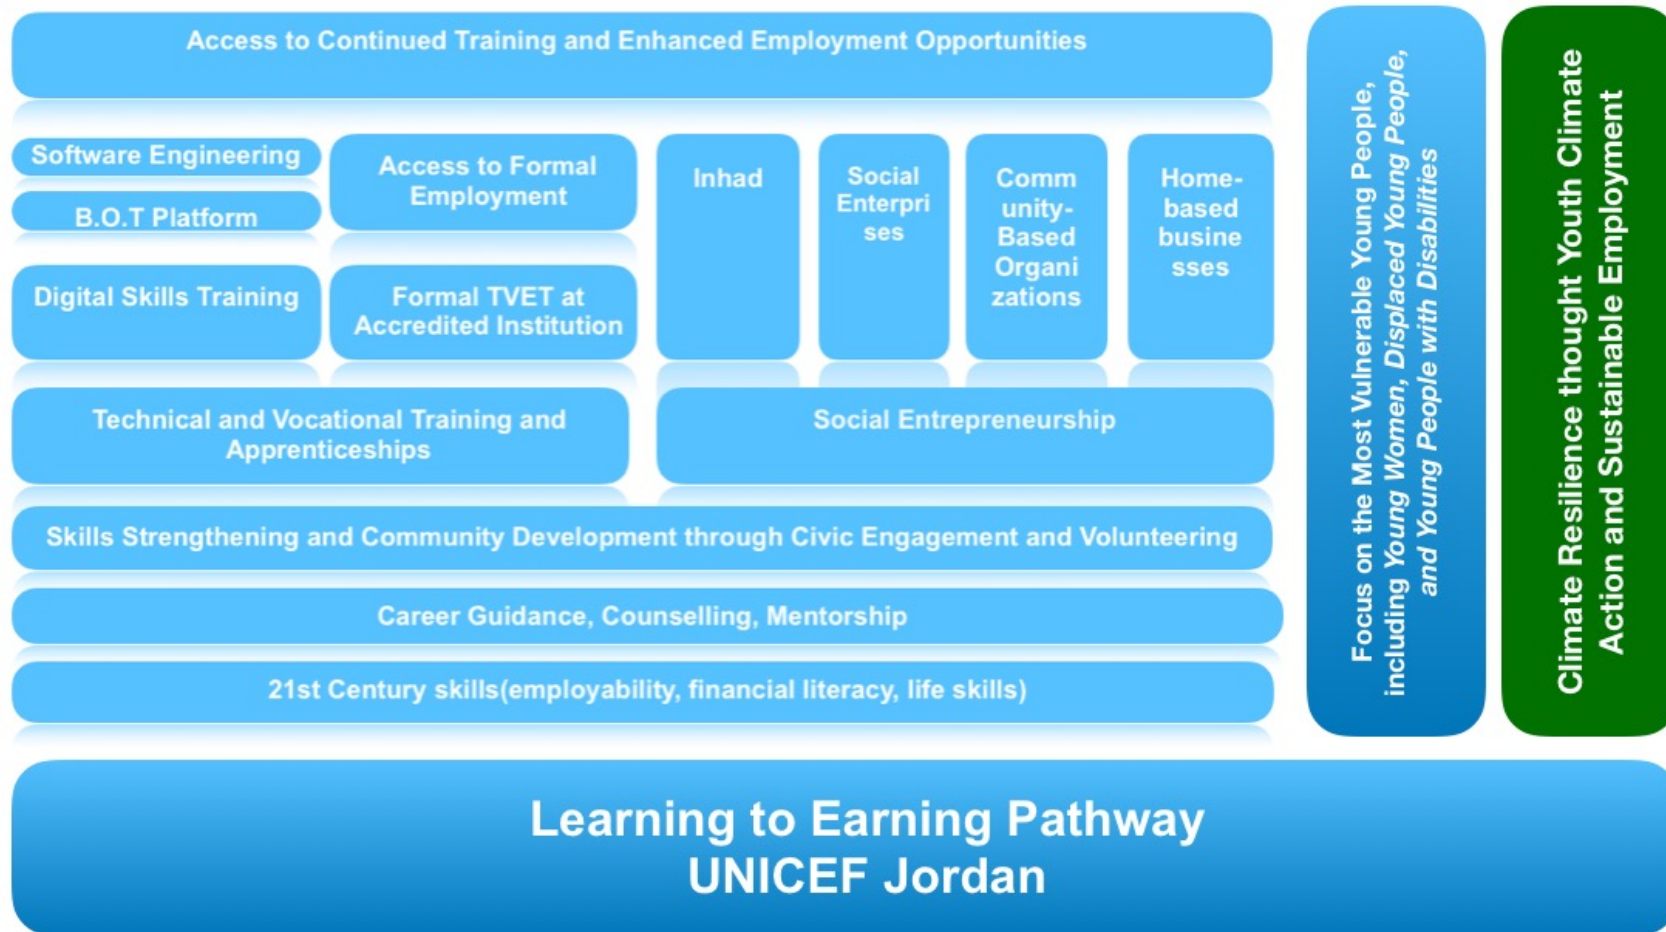 Access to Continued Training and Enhanced Employment Opportunities
Software Engineering
B.O.T Platform
Digital Skills Training
Access to Formal
Employment
Formal TVET at
Accredited Institution
Inhad
Social
Enterpri
ses
Comm
unity-
Based
Organi
zations
Home-
based
busine
sses
Technical and Vocational Training and
Apprenticeships
Social Entrepreneurship
Skills Strengthening and Community Development through Civic Engagement and Volunteering
Career Guidance, Counselling, Mentorship
21st Century skills(employability, financial literacy, life skills)
Focus on the Most Vulnerable Young People,
including Young Women, Displaced Young People,
and Young People with Disabilities
Climate Resilience thought Youth Climate
Action and Sustainable Employment
Learning to Earning Pathway
UNICEF Jordan